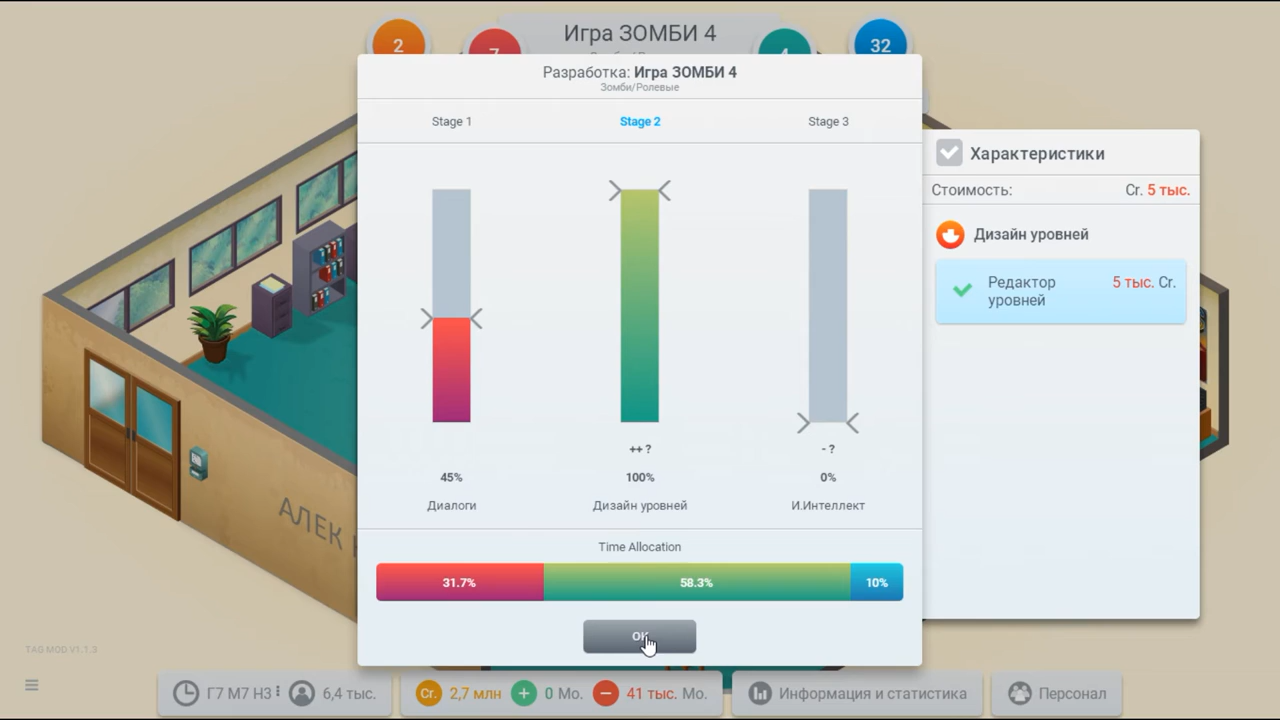 2
7
Игра ЗОМБИ 4
4
32
Разработка: Игра ЗОМБИ 4
Зомби/Ролевые
Stage 1
Stage 2
Stage 3
++ ?
- ?
45%
100%
0%
Диалоги
Дизайн уровней
И.Интеллект
Time Allocation
31.7%
58.3%
10%
OK
Характеристики
Стоимость:
Cr. 5 тыс.
Дизайн уровней
Редактор
уровней
5 тыс. Cr.
АЛЕК
TAG MOD V1.1.3
Г7 М7 Н3
6,4 тыс.
Cr. 2,7 млн
+ 0 Мо.
− 41 тыс. Мо.
Информация и статистика
Персонал